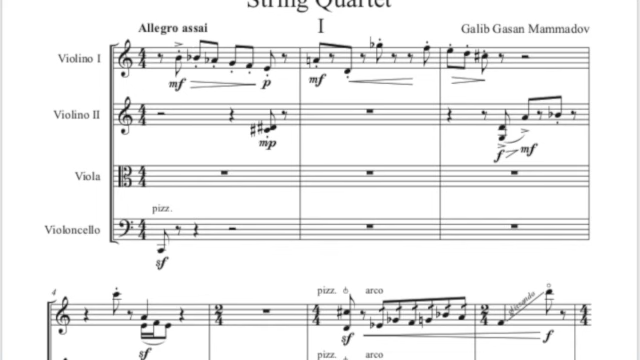 String Quartet
I
Allegro assai
Galib Gasan Mammadov
Violino I
mf
p
mf
Violino II
mp
f
mf
Viola
pizz.
Violoncello
sf
4
pizz.
arco
sf
sf
f
pizz.
arco